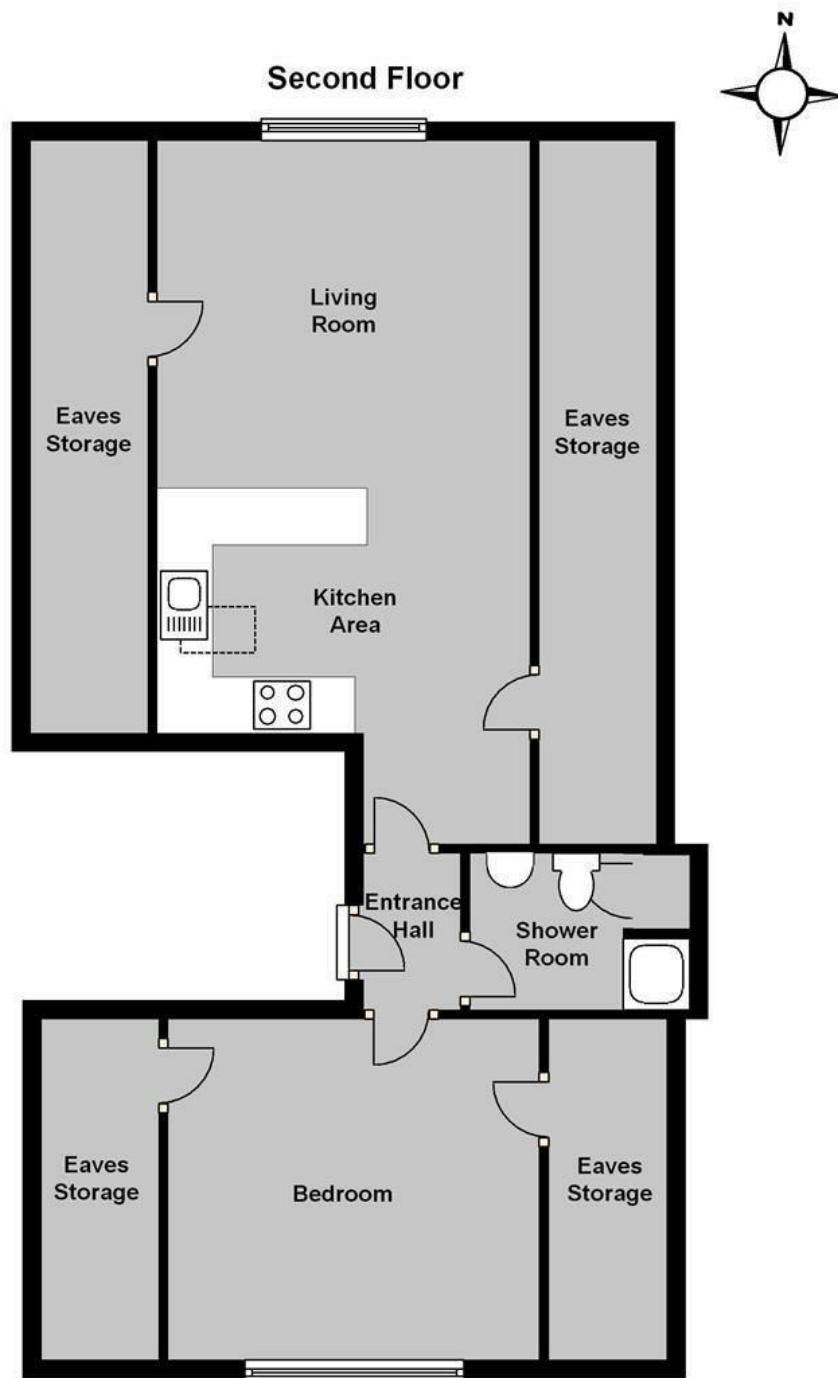 N
Second Floor
Living
Room
Eaves
Storage
Eaves
Storage
Kitchen
Area
Entrance
Hall
Shower
Room
Eaves
Storage
Bedroom
Eaves
Storage